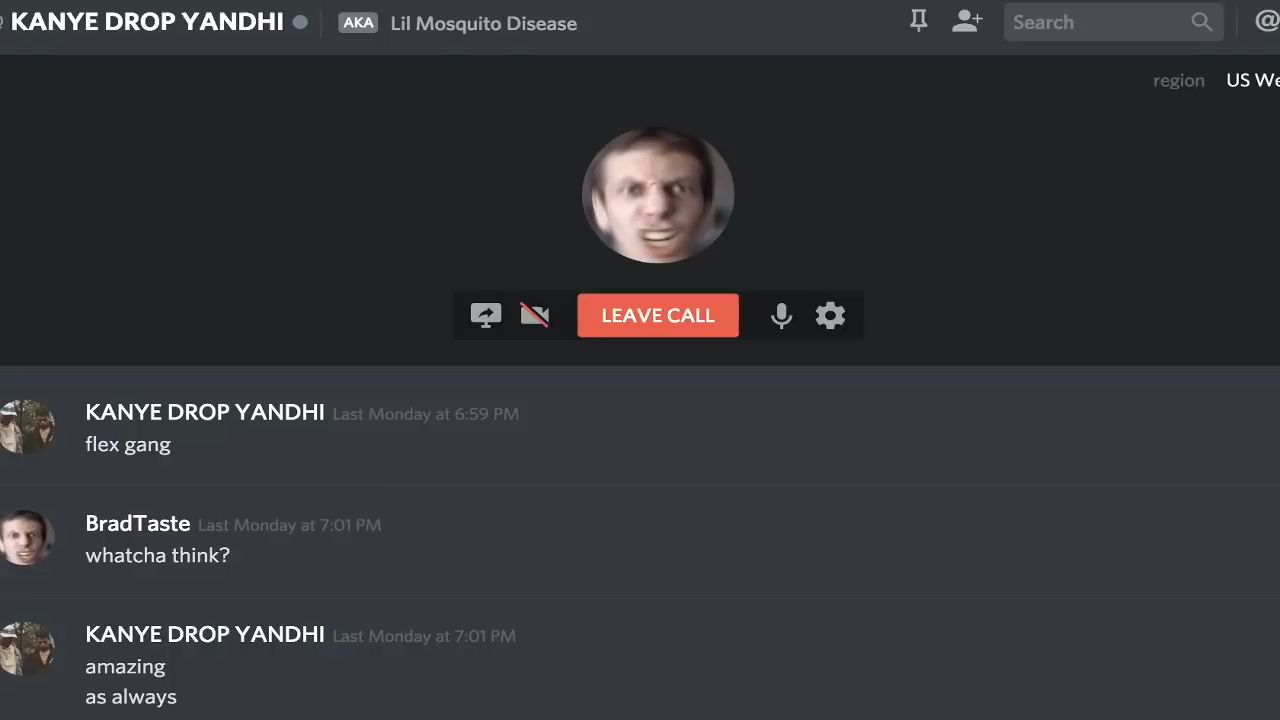 KANYE DROP YANDHI AKA Lil Mosquito Disease Search @
region US We
LEAVE CALL
KANYE DROP YANDHI Last Monday at 6:59 PM
flex gang
BradTaste Last Monday at 7:01 PM
whatcha think?
KANYE DROP YANDHI Last Monday at 7:01 PM
amazing
as always